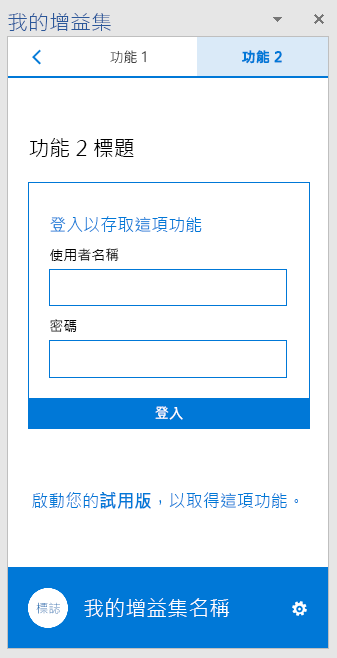 我的增益集
功能 1
功能 2
功能 2 標題
登入以存取這項功能
使用者名稱
密碼
登入
啟動您的試用版，以取得這項功能。
標誌
我的增益集名稱